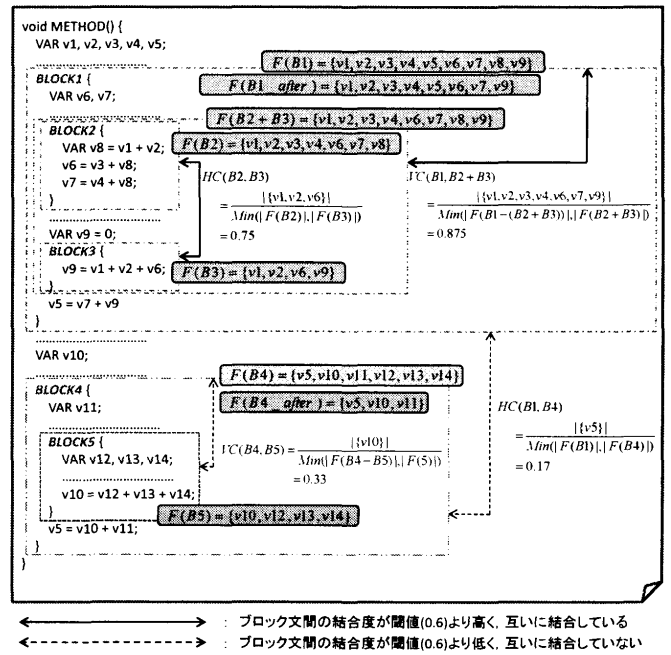 void METHOD() {
VAR v1, v2, v3, v4, v5;
F(B1) = {v1, v2, v3, v4, v5, v6, v7, v8, v9}
BLOCK1 {
F(B1_after) = {v1, v2, v3, v4, v5, v6, v7, v9}
VAR v6, v7;
F(B2+B3) = {v1, v2, v3, v4, v6, v7, v8, v9}
BLOCK2 {
F(B2) = {v1, v2, v3, v4, v6, v7, v8}
VAR v8 = v1 + v2;
v6 = v3 + v8;
v7 = v4 + v8;
}
HC(B2, B3)
= |{v1, v2, v6}| / Min(|F(B2)|, |F(B3)|)
= 0.75
VC(B1, B2+B3)
= |{v1, v2, v3, v4, v6, v7, v9}| / Min(|F(B1-(B2+B3))|, |F(B2+B3)|)
= 0.875
VAR v9 = 0;
BLOCK3 {
v9 = v1 + v2 + v6;
F(B3) = {v1, v2, v6, v9}
}
v5 = v7 + v9
}
VAR v10;
F(B4) = {v5, v10, v11, v12, v13, v14}
BLOCK4 {
F(B4_after) = {v5, v10, v11}
VAR v11;
HC(B1, B4)
= |{v5}| / Min(|F(B1)|, |F(B4)|)
= 0.17
BLOCK5 {
VAR v12, v13, v14;
VC(B4, B5) = |{v10}| / Min(|F(B4-B5)|, |F(5)|)
= 0.33
v10 = v12 + v13 + v14;
}
F(B5) = {v10, v12, v13, v14}
v5 = v10 + v11;
}
}
: ブロック文間の結合度が閾値(0.6)より高く, 互いに結合している
: ブロック文間の結合度が閾値(0.6)より低く, 互いに結合していない